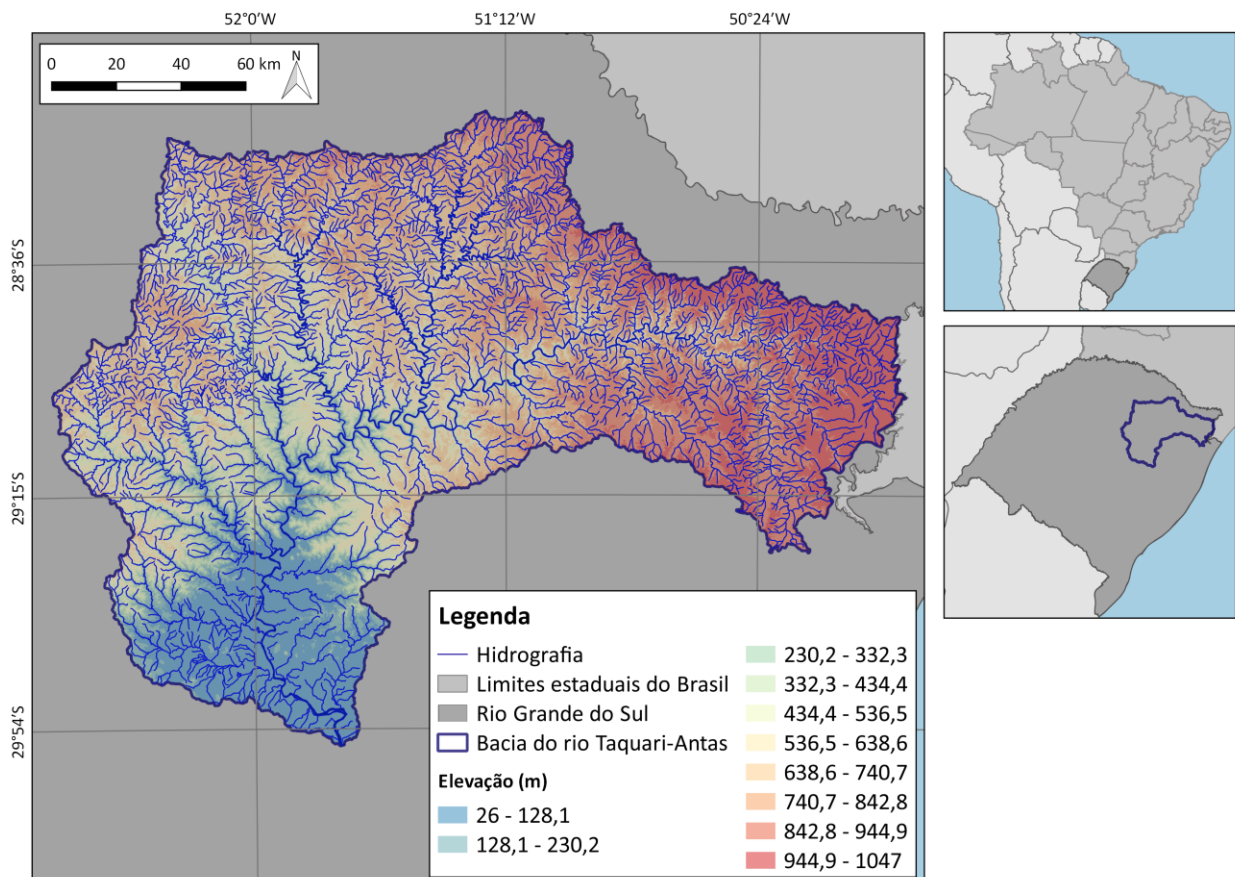 52°0′W
51°12′W
50°24′W
0 20 40 60 km
N
28°36′S
29°15′S
29°54′S
Legenda
Hidrografia
Limites estaduais do Brasil
Rio Grande do Sul
Bacia do rio Taquari-Antas
Elevação (m)
26 - 128,1
128,1 - 230,2
230,2 - 332,3
332,3 - 434,4
434,4 - 536,5
536,5 - 638,6
638,6 - 740,7
740,7 - 842,8
842,8 - 944,9
944,9 - 1047